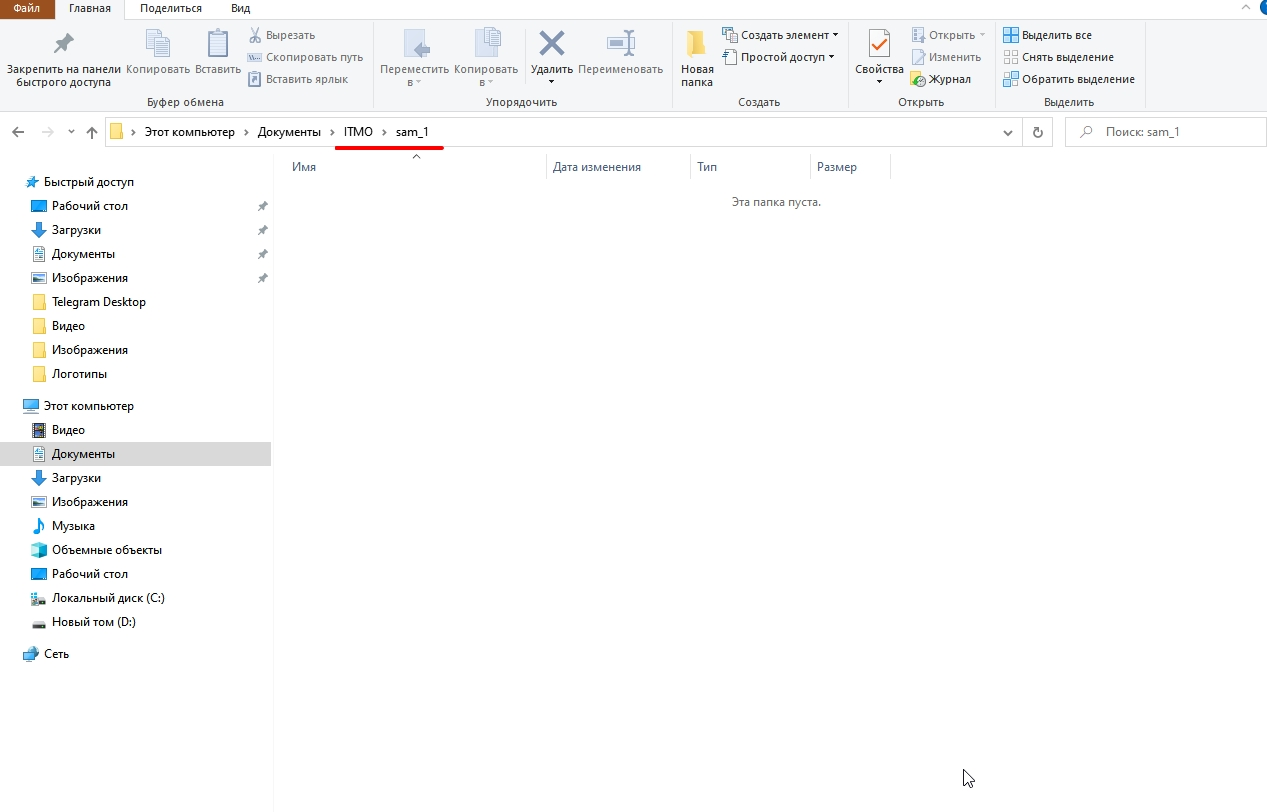 Файл Главная Поделиться Вид
Закрепить на панели быстрого доступа
Копировать
Вставить
Вырезать
Скопировать путь
Вставить ярлык
Буфер обмена
Переместить в
Копировать в
Удалить
Переименовать
Упорядочить
Новая папка
Создать элемент
Простой доступ
Создать
Свойства
Открыть
Изменить
Журнал
Открыть
Выделить все
Снять выделение
Обратить выделение
Выделить
Этот компьютер > Документы > ITMO > sam_1
Поиск: sam_1
Имя Дата изменения Тип Размер
Эта папка пуста.
Быстрый доступ
Рабочий стол
Загрузки
Документы
Изображения
Telegram Desktop
Видео
Изображения
Логотипы
Этот компьютер
Видео
Документы
Загрузки
Изображения
Музыка
Объемные объекты
Рабочий стол
Локальный диск (C:)
Новый том (D:)
Сеть